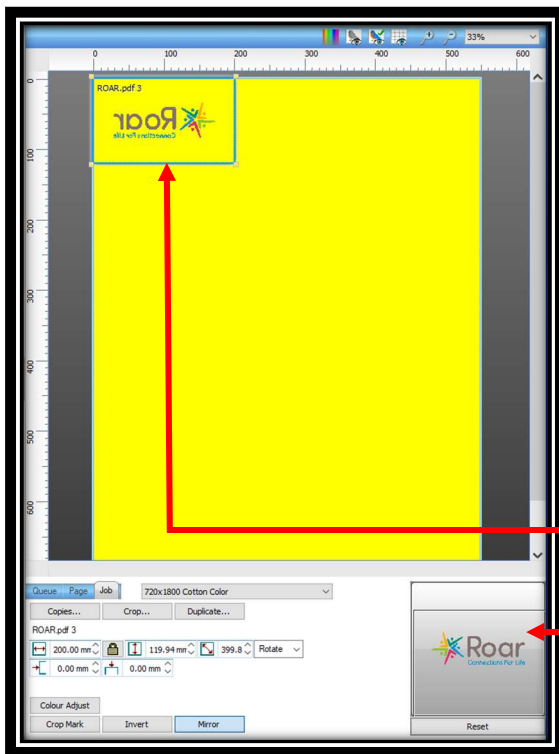 33%
0 100 200 300 400 500 600
0
100
200
300
400
500
600
ROAR.pdf 3
Roar
Connections For Life
Queue Page Job 720x1800 Cotton Color
Copies... Crop... Duplicate...
ROAR.pdf 3
200.00 mm 119.94 mm 399.8 Rotate
0.00 mm 0.00 mm
Colour Adjust
Crop Mark Invert Mirror
Roar
Connections For Life
Reset